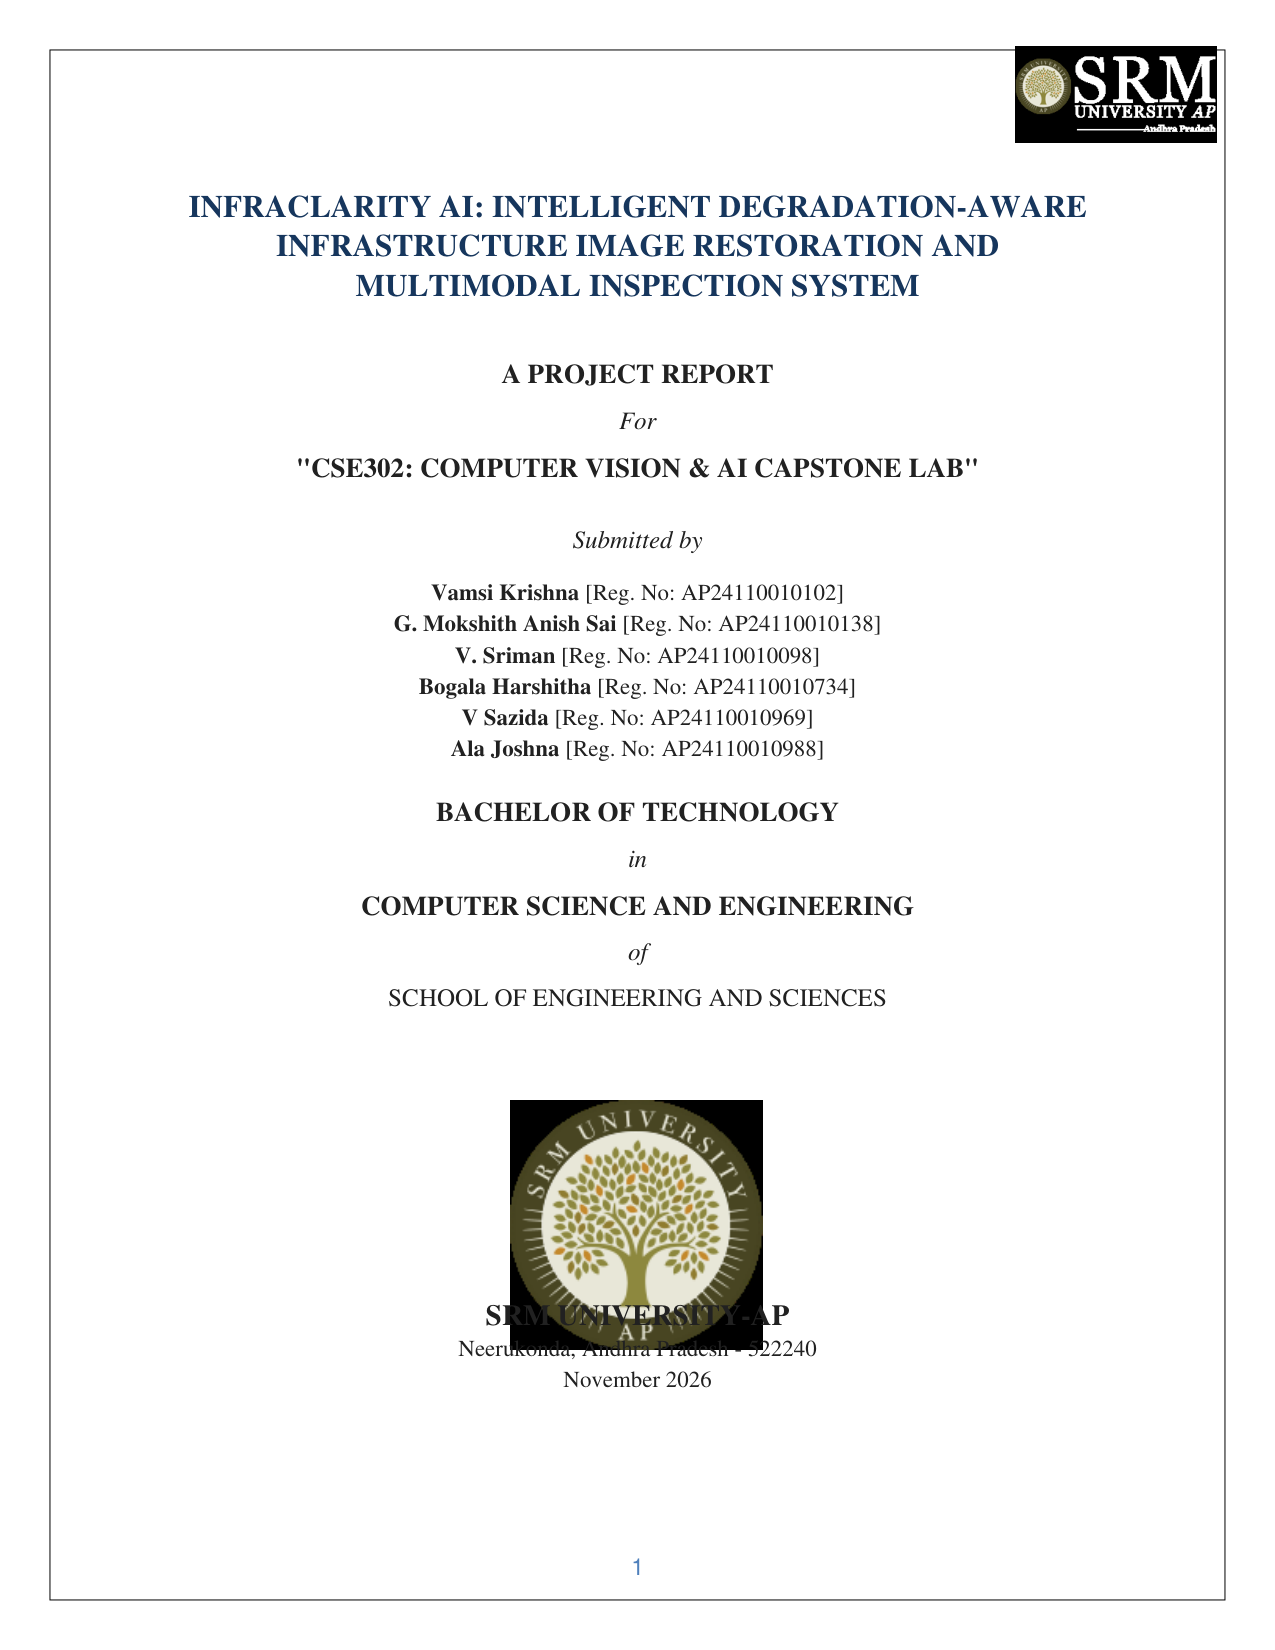 SRM
UNIVERSITY AP
Andhra Pradesh
INFRACLARITY AI: INTELLIGENT DEGRADATION-AWARE
INFRASTRUCTURE IMAGE RESTORATION AND
MULTIMODAL INSPECTION SYSTEM
A PROJECT REPORT
For
"CSE302: COMPUTER VISION & AI CAPSTONE LAB"
Submitted by
Vamsi Krishna [Reg. No: AP24110010102]
G. Mokshith Anish Sai [Reg. No: AP24110010138]
V. Sriman [Reg. No: AP24110010098]
Bogala Harshitha [Reg. No: AP24110010734]
V Sazida [Reg. No: AP24110010969]
Ala Joshna [Reg. No: AP24110010988]
BACHELOR OF TECHNOLOGY
in
COMPUTER SCIENCE AND ENGINEERING
of
SCHOOL OF ENGINEERING AND SCIENCES
SRM UNIVERSITY
SRM UNIVERSITY-AP
AP
Neerukonda, Andhra Pradesh - 522240
November 2026
1